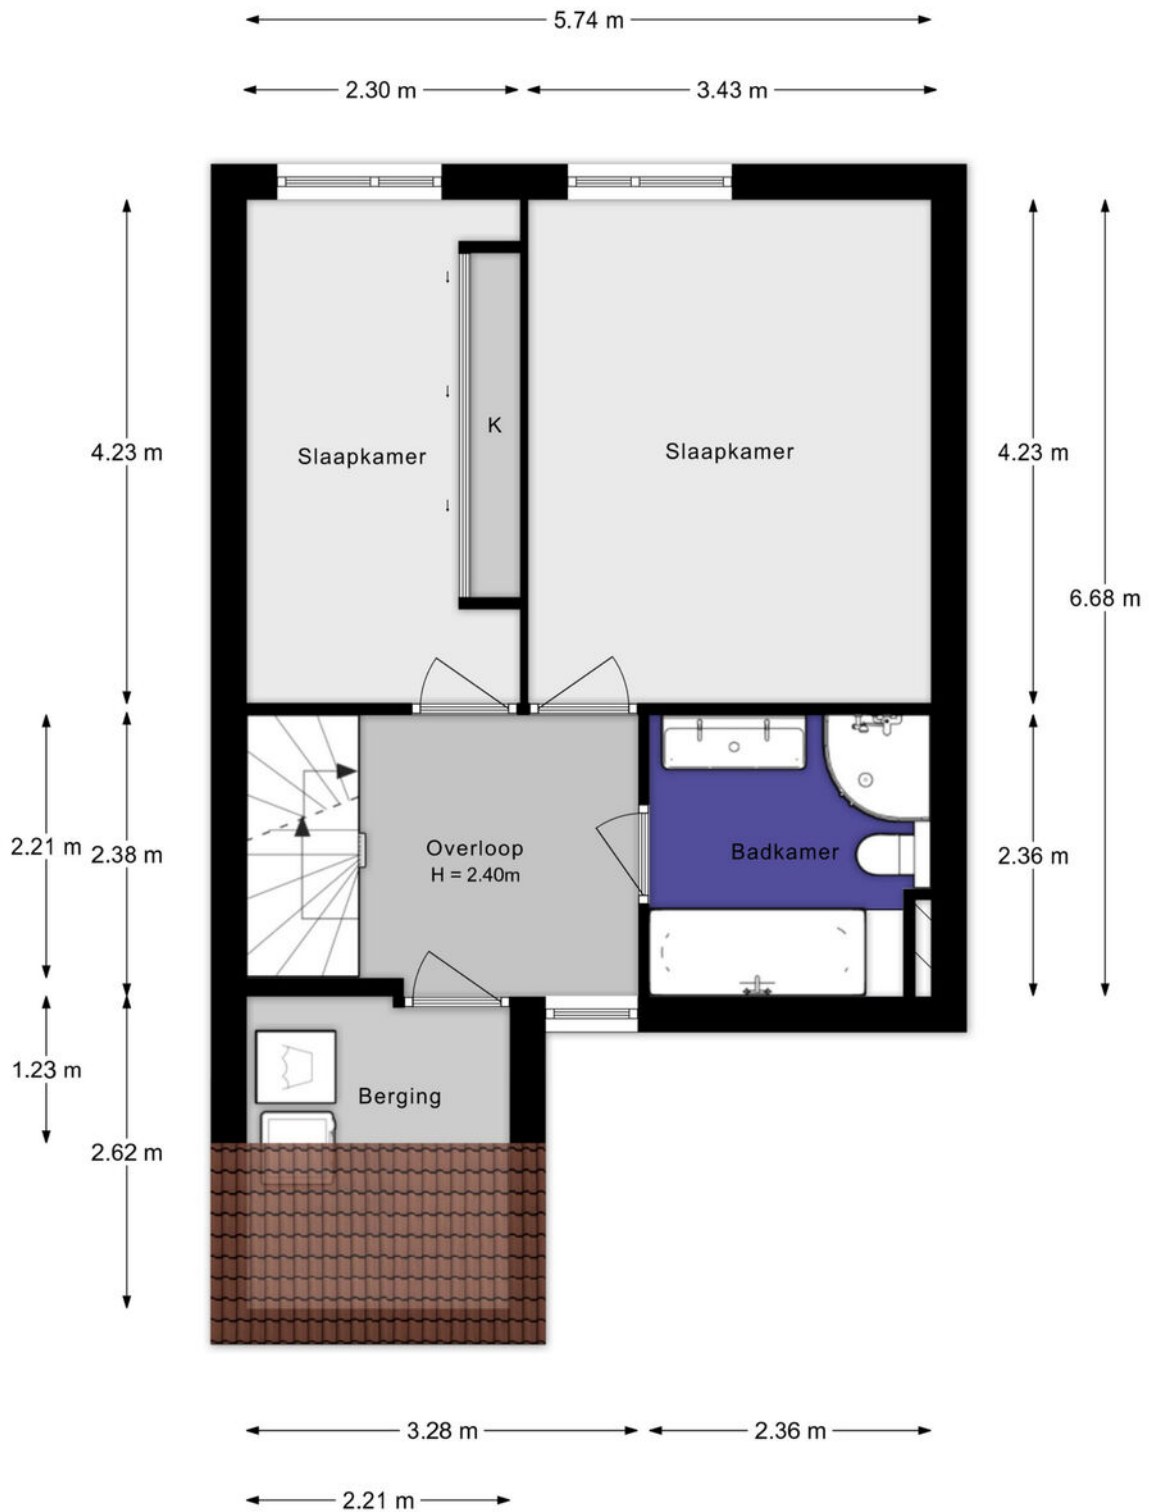 5.74 m
2.30 m
3.43 m
4.23 m
Slaapkamer
K
Slaapkamer
4.23 m
6.68 m
2.21 m
2.38 m
Overloop
H = 2.40m
Badkamer
2.36 m
1.23 m
Berging
2.62 m
3.28 m
2.36 m
2.21 m